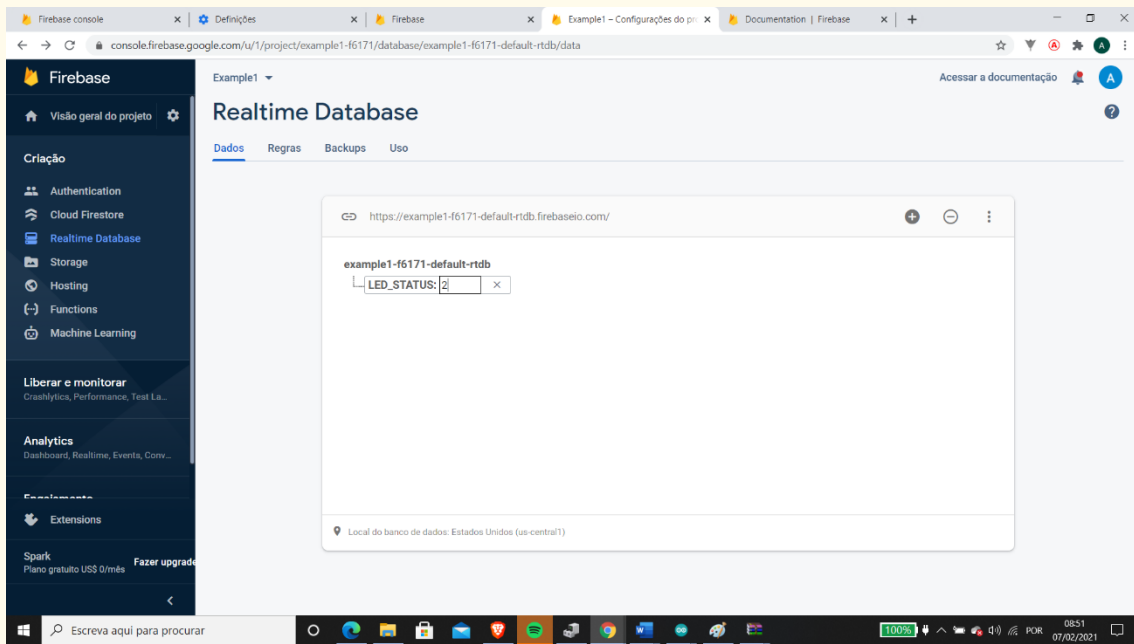 Firebase console
Definições
Firebase
Example1 – Configurações do pro
Documentation | Firebase
console.firebase.google.com/u/1/project/example1-f6171/database/example1-f6171-default-rtdb/data
A
Firebase
Example1
Acessar a documentação
A
Visão geral do projeto
Realtime Database
Dados
Regras
Backups
Uso
Criação
Authentication
Cloud Firestore
Realtime Database
Storage
Hosting
Functions
Machine Learning
https://example1-f6171-default-rtdb.firebaseio.com/
example1-f6171-default-rtdb
LED_STATUS: 2
Liberar e monitorar
Crashlytics, Performance, Test La...
Analytics
Dashboard, Realtime, Events, Conv...
Extensions
Local do banco de dados: Estados Unidos (us-central1)
Spark
Plano gratuito US$ 0/mês
Fazer upgrade
Escreva aqui para procurar
100%
POR
08:51
07/02/2021